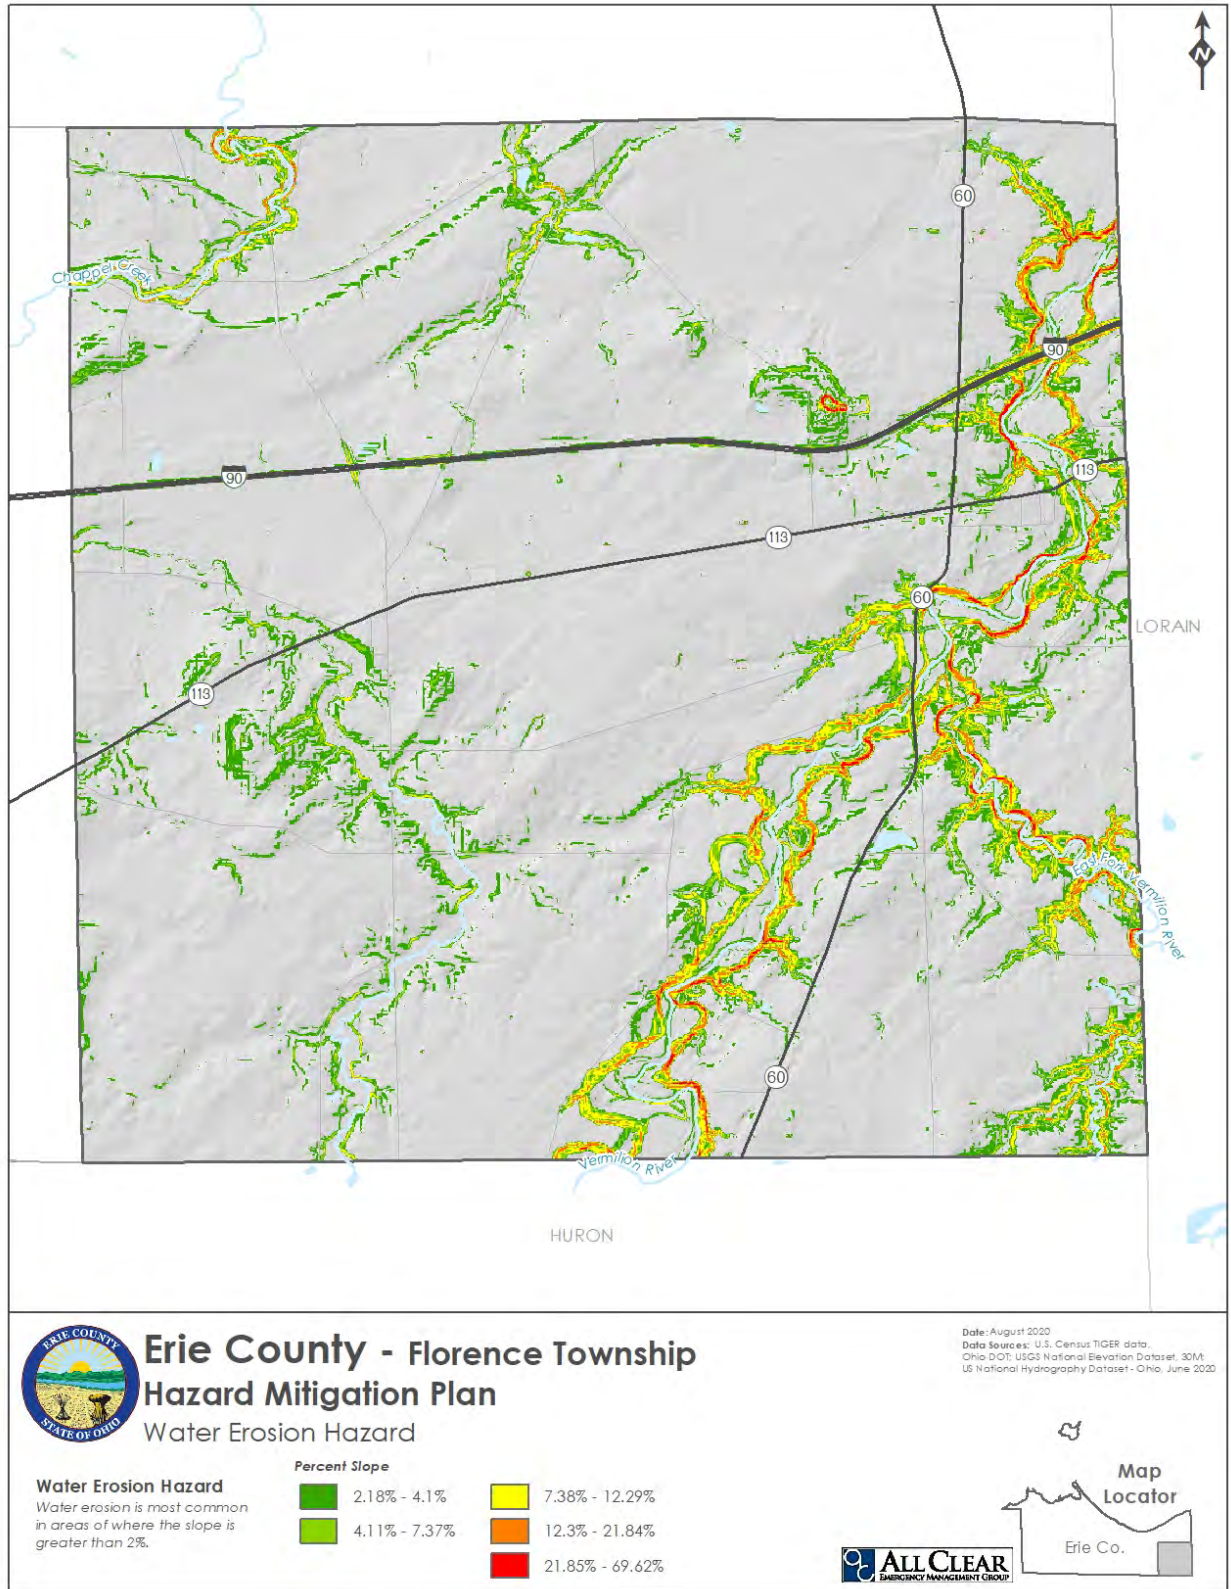 N
60
Chappel Creek
90
90
113
113
60
LORAIN
113
East Fork Vermilion River
60
Vermilion River
HURON
ERIE COUNTY
STATE OF OHIO
Erie County - Florence Township
Hazard Mitigation Plan
Water Erosion Hazard
Date: August 2020
Data Sources: U.S. Census TIGER data,
Ohio DOT; USGS National Elevation Dataset, 30M;
US National Hydrography Dataset - Ohio, June 2020
Water Erosion Hazard
Water erosion is most common
in areas of where the slope is
greater than 2%.
Percent Slope
2.18% - 4.1%
4.11% - 7.37%
7.38% - 12.29%
12.3% - 21.84%
21.85% - 69.62%
Map
Locator
Erie Co.
ALL CLEAR
EMERGENCY MANAGEMENT GROUP